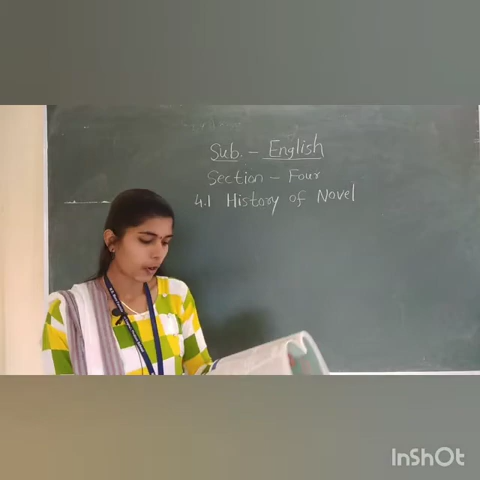 Sub. - English
Section - Four
4.1 History of Novel
InShOt